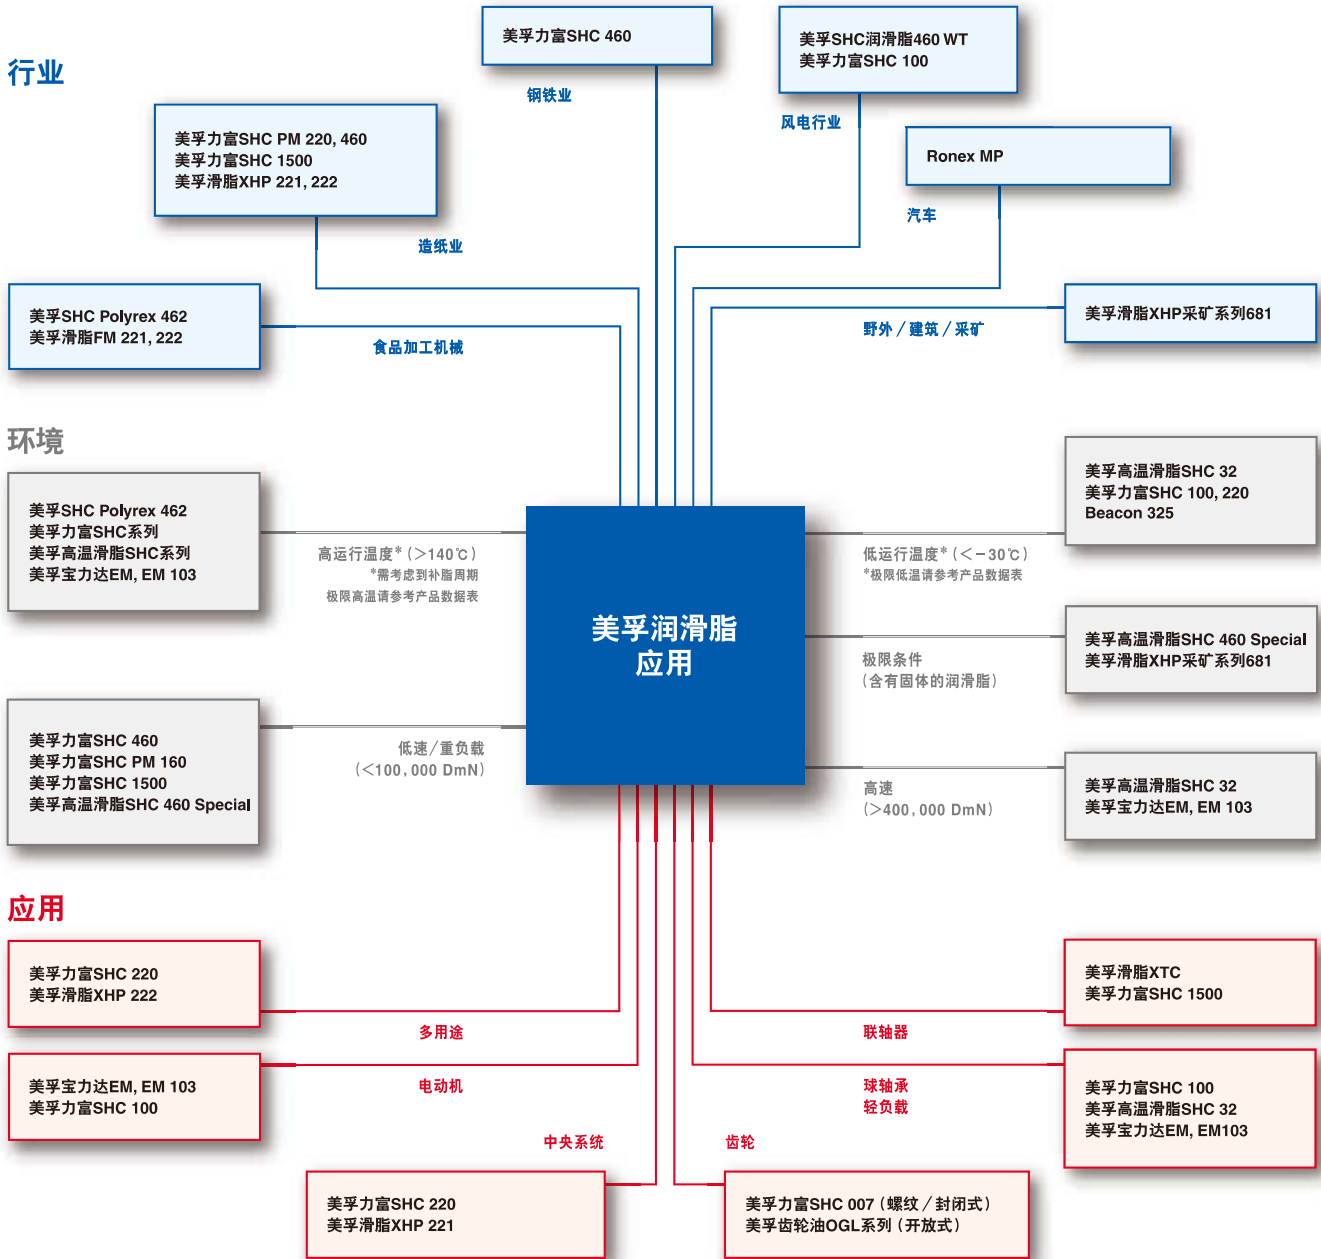 行业
美孚力富SHC 460
钢铁业
美孚SHC润滑脂460 WT
美孚力富SHC 100
风电行业
美孚力富SHC PM 220, 460
美孚力富SHC 1500
美孚滑脂XHP 221, 222
造纸业
Ronex MP
汽车
美孚SHC Polyrex 462
美孚滑脂FM 221, 222
食品加工机械
野外／建筑／采矿
美孚滑脂XHP采矿系列681
环境
美孚SHC Polyrex 462
美孚力富SHC系列
美孚高温滑脂SHC系列
美孚宝力达EM, EM 103
高运行温度*（>140℃）
*需考虑到补脂周期
极限高温请参考产品数据表
低运行温度*（<－30℃）
*极限低温请参考产品数据表
美孚高温滑脂SHC 32
美孚力富SHC 100, 220
Beacon 325
美孚润滑脂
应用
极限条件
（含有固体的润滑脂）
美孚高温滑脂SHC 460 Special
美孚滑脂XHP采矿系列681
美孚力富SHC 460
美孚力富SHC PM 160
美孚力富SHC 1500
美孚高温滑脂SHC 460 Special
低速／重负载
（<100,000 DmN）
高速
（>400,000 DmN）
美孚高温滑脂SHC 32
美孚宝力达EM, EM 103
应用
美孚力富SHC 220
美孚滑脂XHP 222
多用途
联轴器
美孚滑脂XTC
美孚力富SHC 1500
美孚宝力达EM, EM 103
美孚力富SHC 100
电动机
球轴承
轻负载
美孚力富SHC 100
美孚高温滑脂SHC 32
美孚宝力达EM, EM103
中央系统
齿轮
美孚力富SHC 220
美孚滑脂XHP 221
美孚力富SHC 007（螺纹／封闭式）
美孚齿轮油OGL系列（开放式）